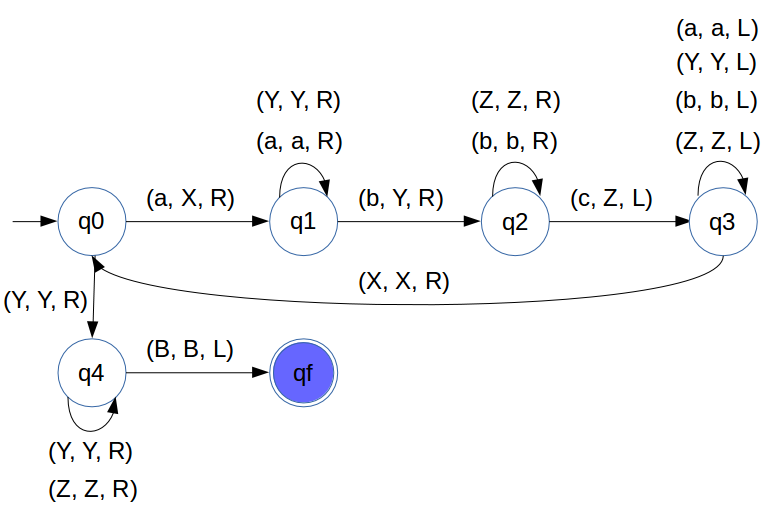 (a, a, L)
(Y, Y, L)
(Y, Y, R)
(Z, Z, R)
(b, b, L)
(a, a, R)
(b, b, R)
(Z, Z, L)
(a, X, R)
(b, Y, R)
(c, Z, L)
q0
q1
q2
q3
(X, X, R)
(Y, Y, R)
(B, B, L)
q4
qf
(Y, Y, R)
(Z, Z, R)